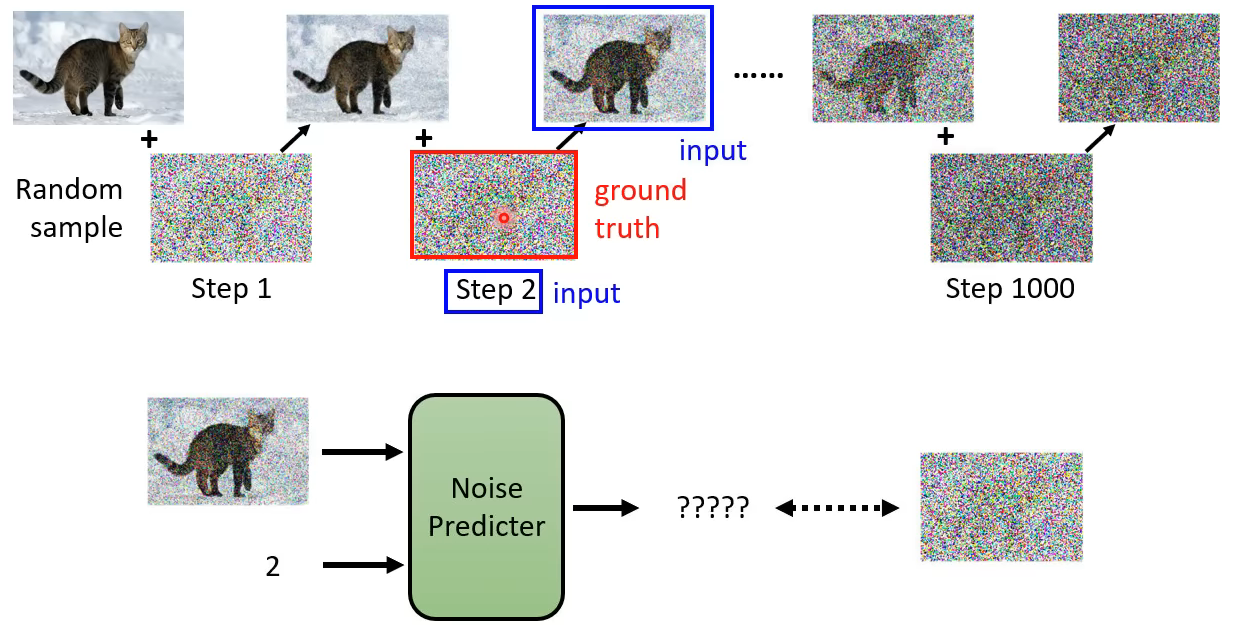 +
+
……
+
input
Random
sample
ground
truth
Step 1
Step 2
input
Step 1000
Noise
Predicter
?????
2